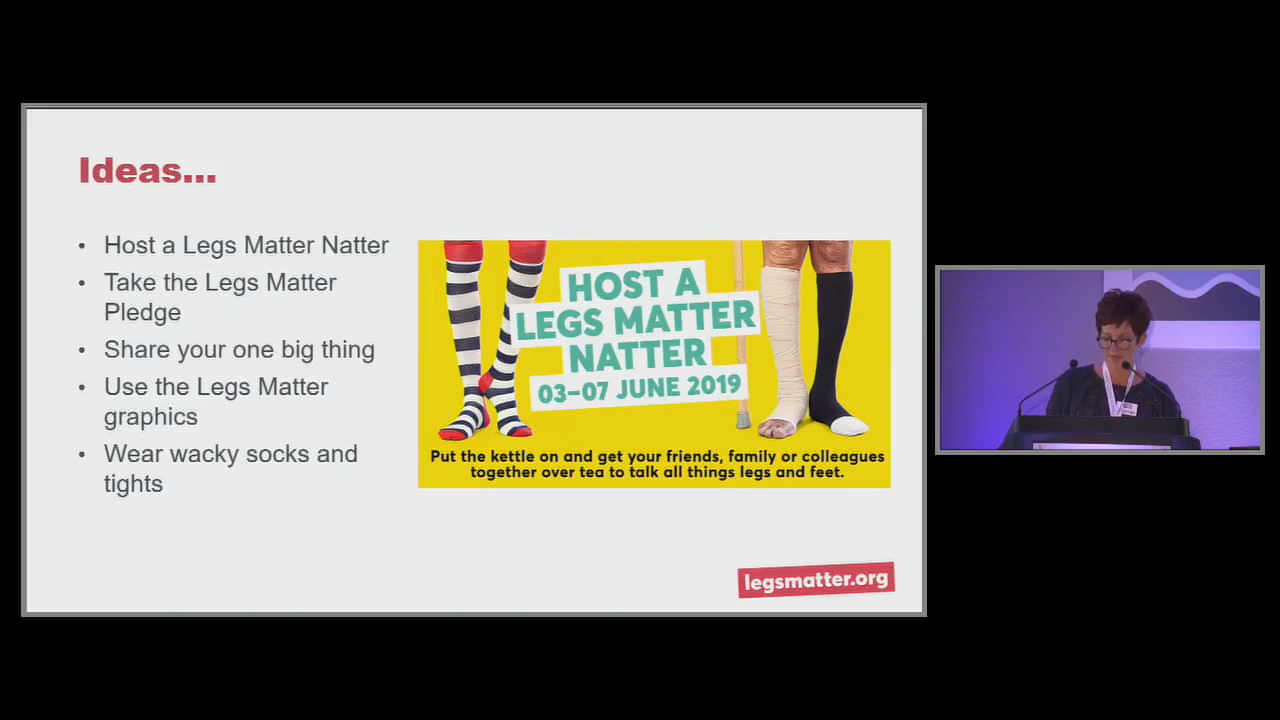 Ideas...
• Host a Legs Matter Natter
• Take the Legs Matter
Pledge
• Share your one big thing
• Use the Legs Matter
graphics
• Wear wacky socks and
tights
HOST A
LEGS MATTER
NATTER
03–07 JUNE 2019
Put the kettle on and get your friends, family or colleagues
together over tea to talk all things legs and feet.
legsmatter.org